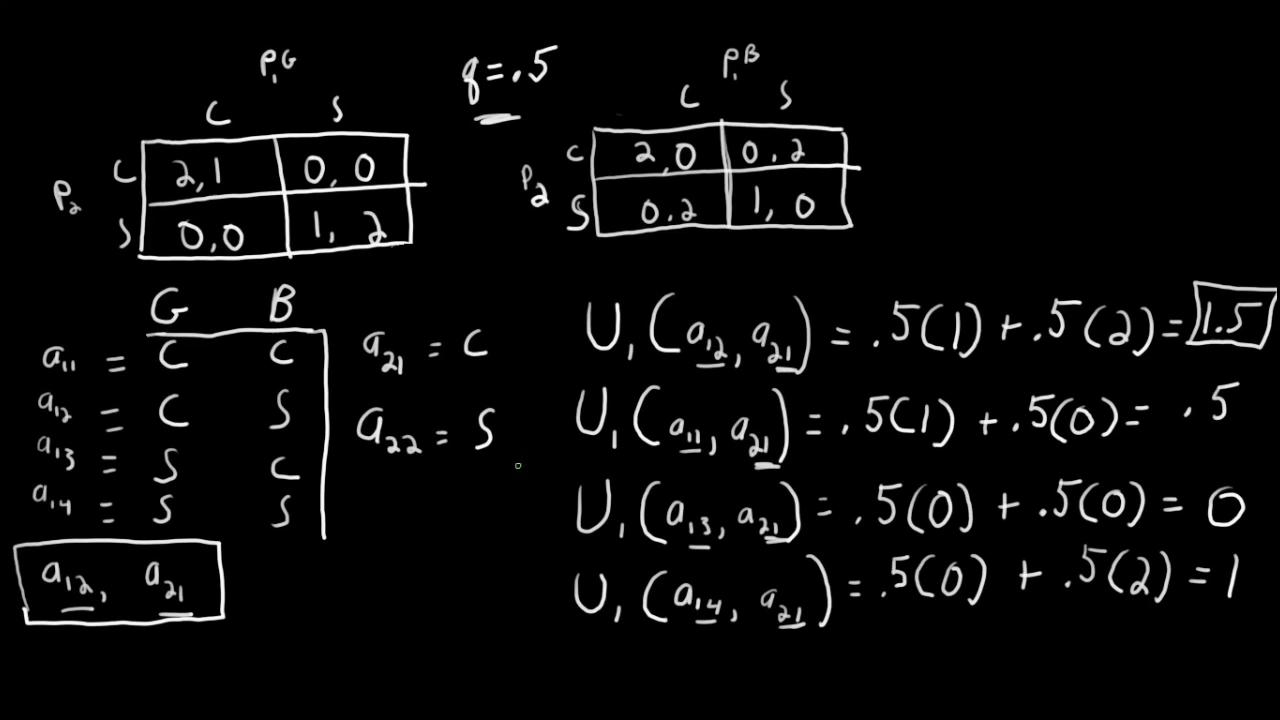 P₁G
q=.5
P₁B
C S
C S
P₂ C 2,1 0,0
S 0,0 1, 2
P₂ C 2,0 0,2
S 0,2 1, 0
G B
a₁₁ = C C
a₁₂ = C S
a₁₃ = S C
a₁₄ = S S
a₂₁ = C
a₂₂ = S
a₁₂, a₂₁
U₁(a₁₂, a₂₁) = .5(1) + .5(2) = 1.5
U₁(a₁₁, a₂₁) = .5(1) + .5(0) = .5
U₁(a₁₃, a₂₁) = .5(0) + .5(0) = 0
U₁(a₁₄, a₂₁) = .5(0) + .5(2) = 1